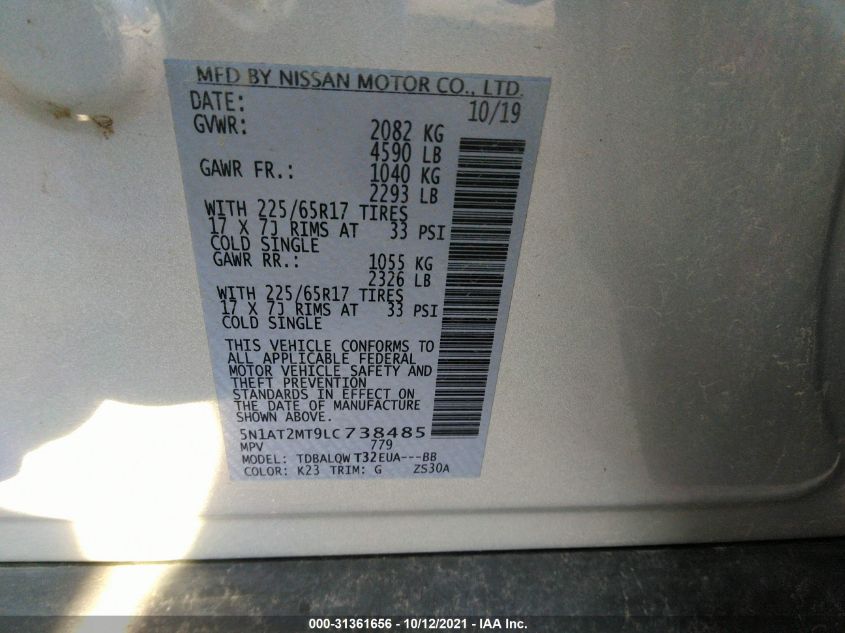 MFD BY NISSAN MOTOR CO., LTD.
DATE: 10/19
GVWR: 2082 KG
4590 LB
GAWR FR.: 1040 KG
2293 LB
WITH 225/65R17 TIRES
17 X 7J RIMS AT 33 PSI
COLD SINGLE
GAWR RR.: 1055 KG
2326 LB
WITH 225/65R17 TIRES
17 X 7J RIMS AT 33 PSI
COLD SINGLE
THIS VEHICLE CONFORMS TO
ALL APPLICABLE FEDERAL
MOTOR VEHICLE SAFETY AND
THEFT PREVENTION
STANDARDS IN EFFECT ON
THE DATE OF MANUFACTURE
SHOWN ABOVE.
5N1AT2MT9LC738485
MPV 779
MODEL: TDBALQW T32EUA---BB
COLOR: K23 TRIM: G ZS30A
000-31361656 - 10/12/2021 - IAA Inc.